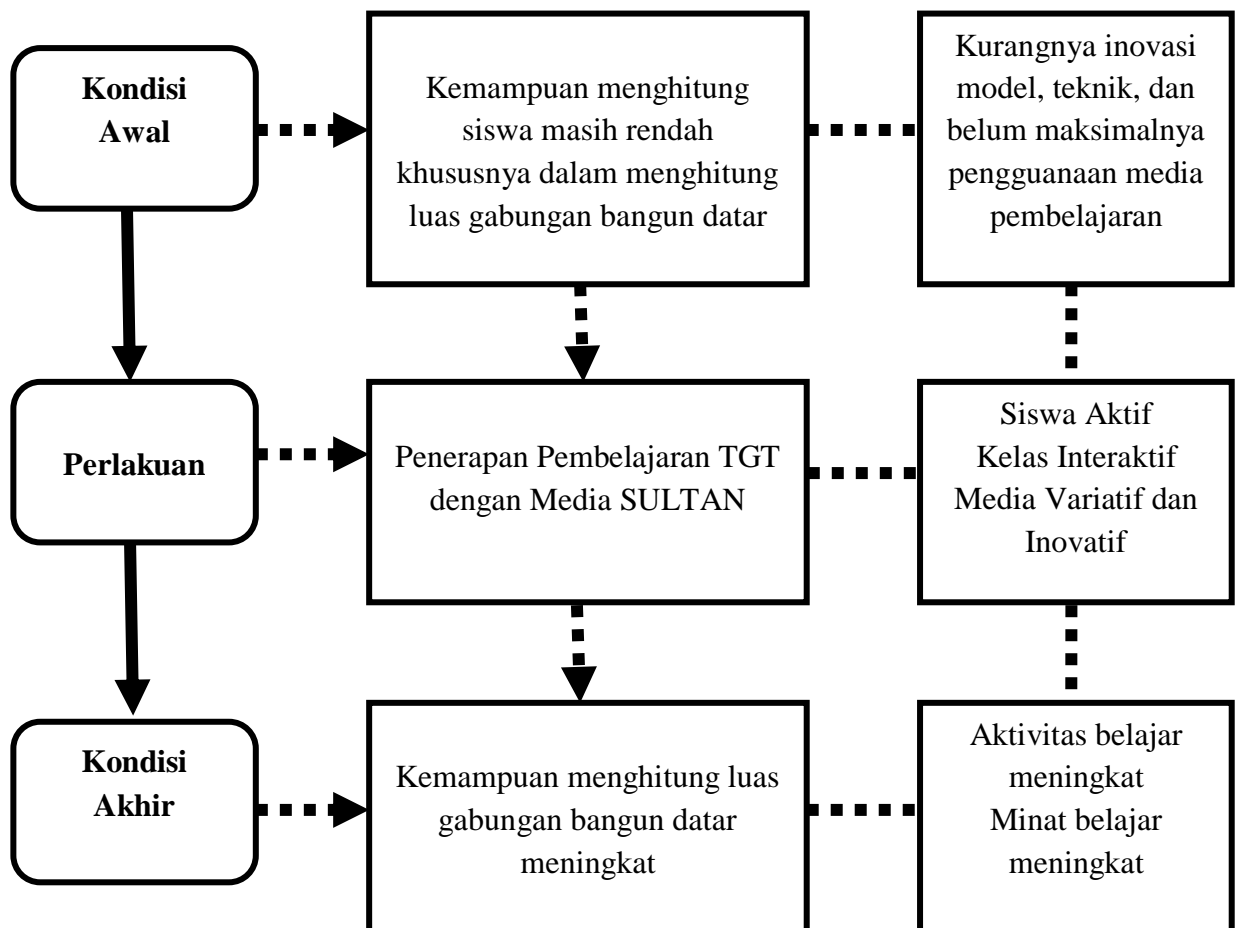 Kondisi
Awal
Kemampuan menghitung
siswa masih rendah
khususnya dalam menghitung
luas gabungan bangun datar
Kurangnya inovasi
model, teknik, dan
belum maksimalnya
pengguanaan media
pembelajaran
Perlakuan
Penerapan Pembelajaran TGT
dengan Media SULTAN
Siswa Aktif
Kelas Interaktif
Media Variatif dan
Inovatif
Kondisi
Akhir
Kemampuan menghitung luas
gabungan bangun datar
meningkat
Aktivitas belajar
meningkat
Minat belajar
meningkat